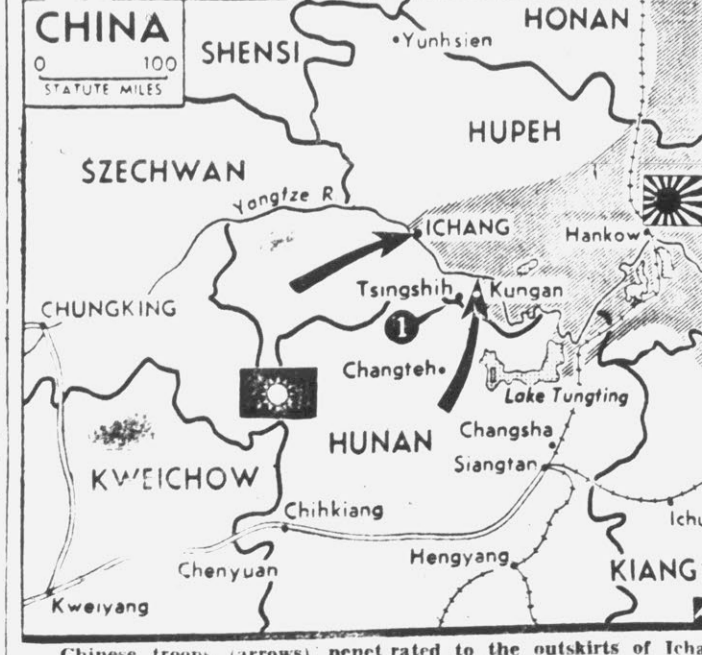 CHINA
0 100
STATUTE MILES
SHENSI
HONAN
Yunhsien
HUPEH
SZECHWAN
Yangtze R.
ICHANG
Hankow
Tsingshih
Kungan
CHUNGKING
1
Changteh
Lake Tungting
HUNAN
Changsha
Siangtan
KWEICHOW
Chihkiang
Ichu
Chenyuan
Hengyang
KIANG
Kweiyang
Chinese troops (arrows) penetrated to the outskirts of Icha